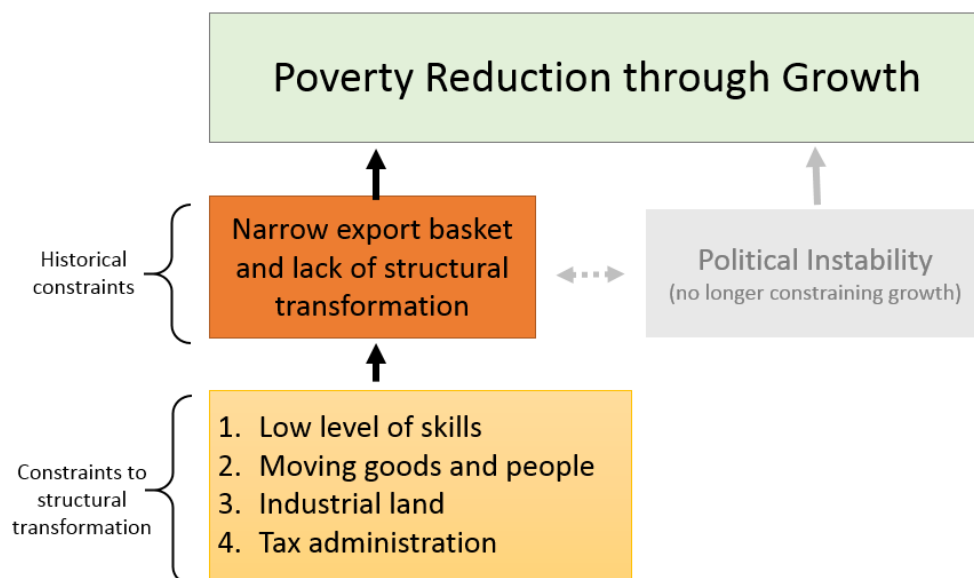 Poverty Reduction through Growth
Historical
constraints
Narrow export basket
and lack of structural
transformation
Political Instability
(no longer constraining growth)
Constraints to
structural
transformation
1. Low level of skills
2. Moving goods and people
3. Industrial land
4. Tax administration